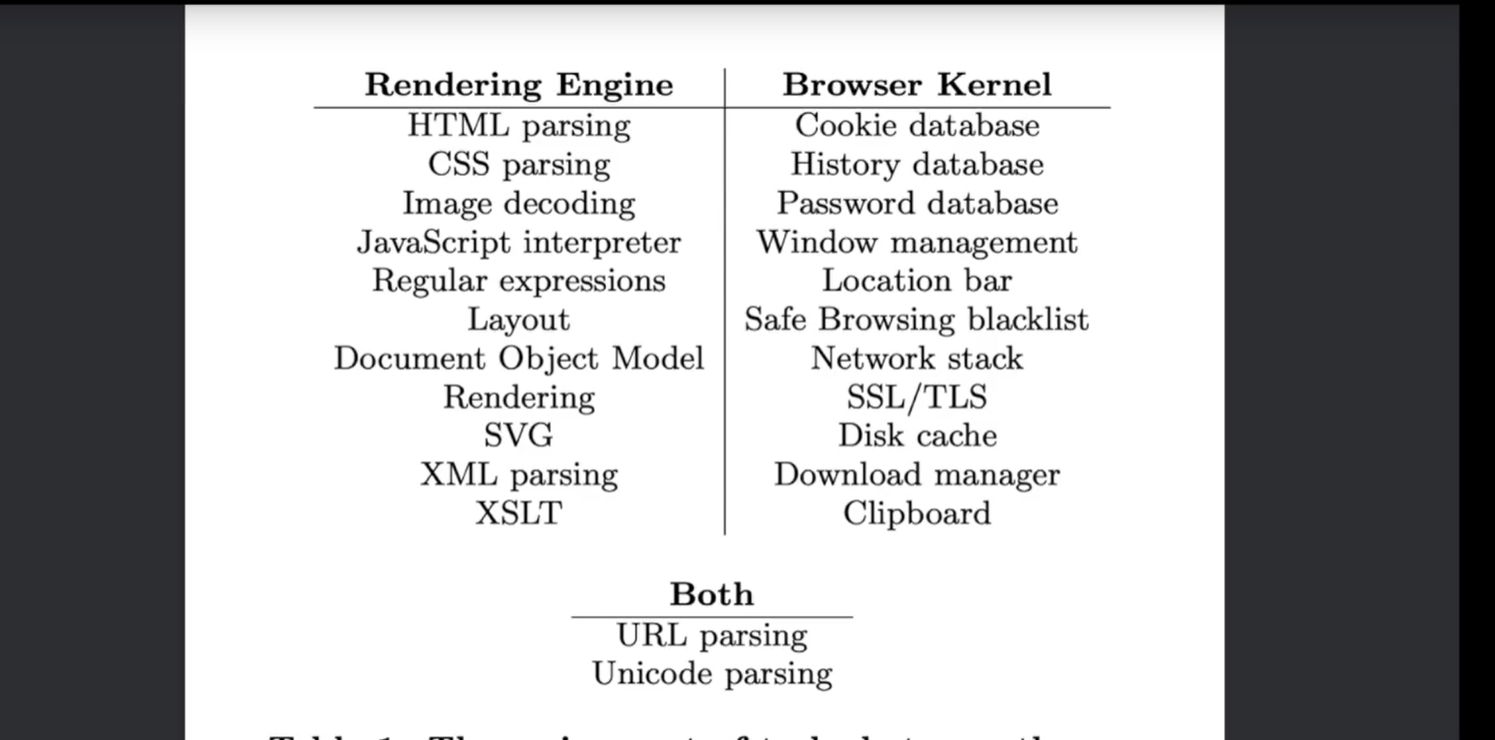 Rendering Engine Browser Kernel
HTML parsing Cookie database
CSS parsing History database
Image decoding Password database
JavaScript interpreter Window management
Regular expressions Location bar
Layout Safe Browsing blacklist
Document Object Model Network stack
Rendering SSL/TLS
SVG Disk cache
XML parsing Download manager
XSLT Clipboard
Both
URL parsing
Unicode parsing